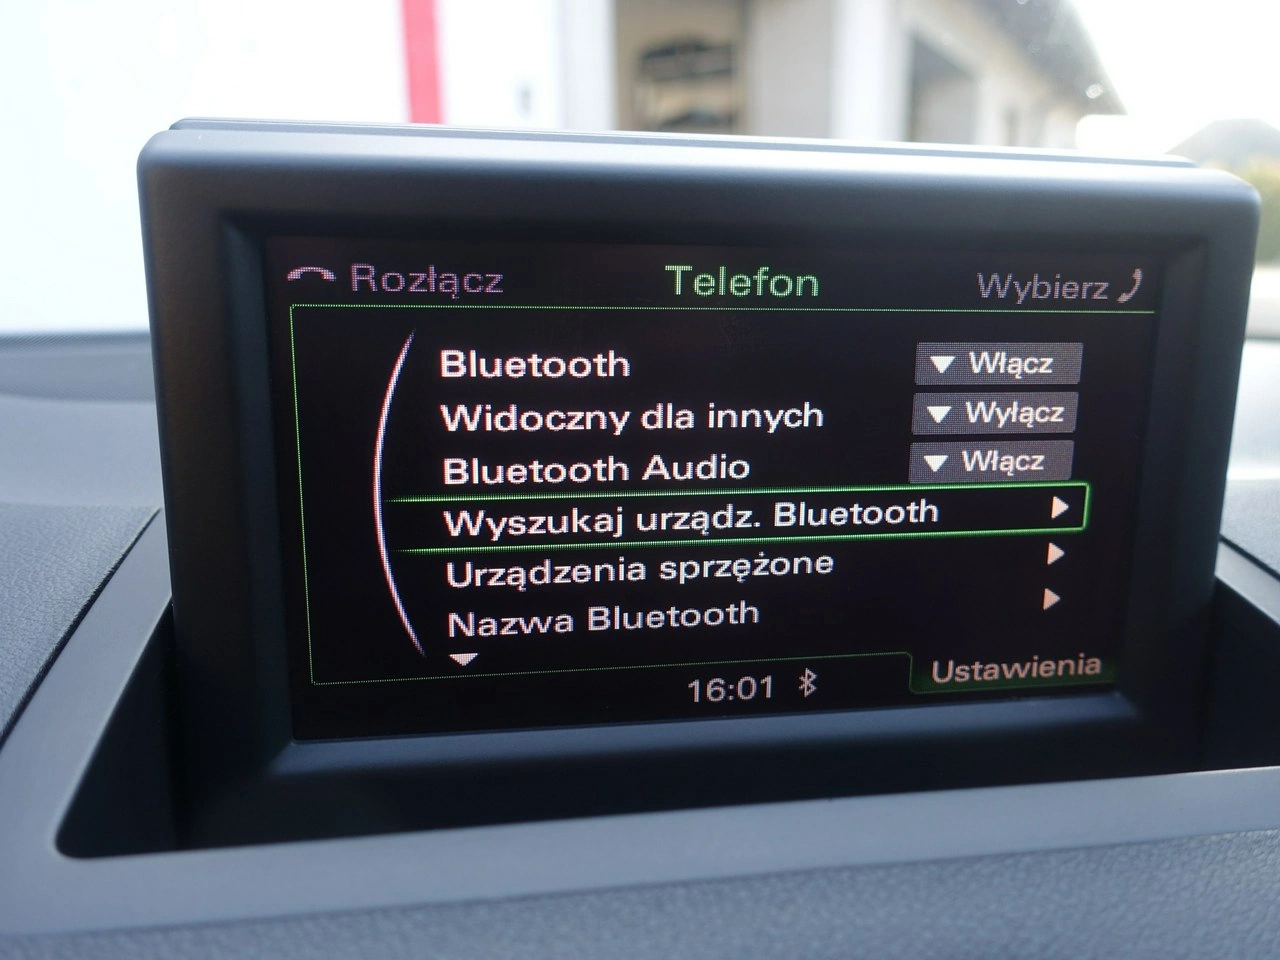 Rozłącz Telefon Wybierz
Bluetooth Włącz
Widoczny dla innych Wyłącz
Bluetooth Audio Włącz
Wyszukaj urządz. Bluetooth
Urządzenia sprzężone
Nazwa Bluetooth
16:01 Ustawienia